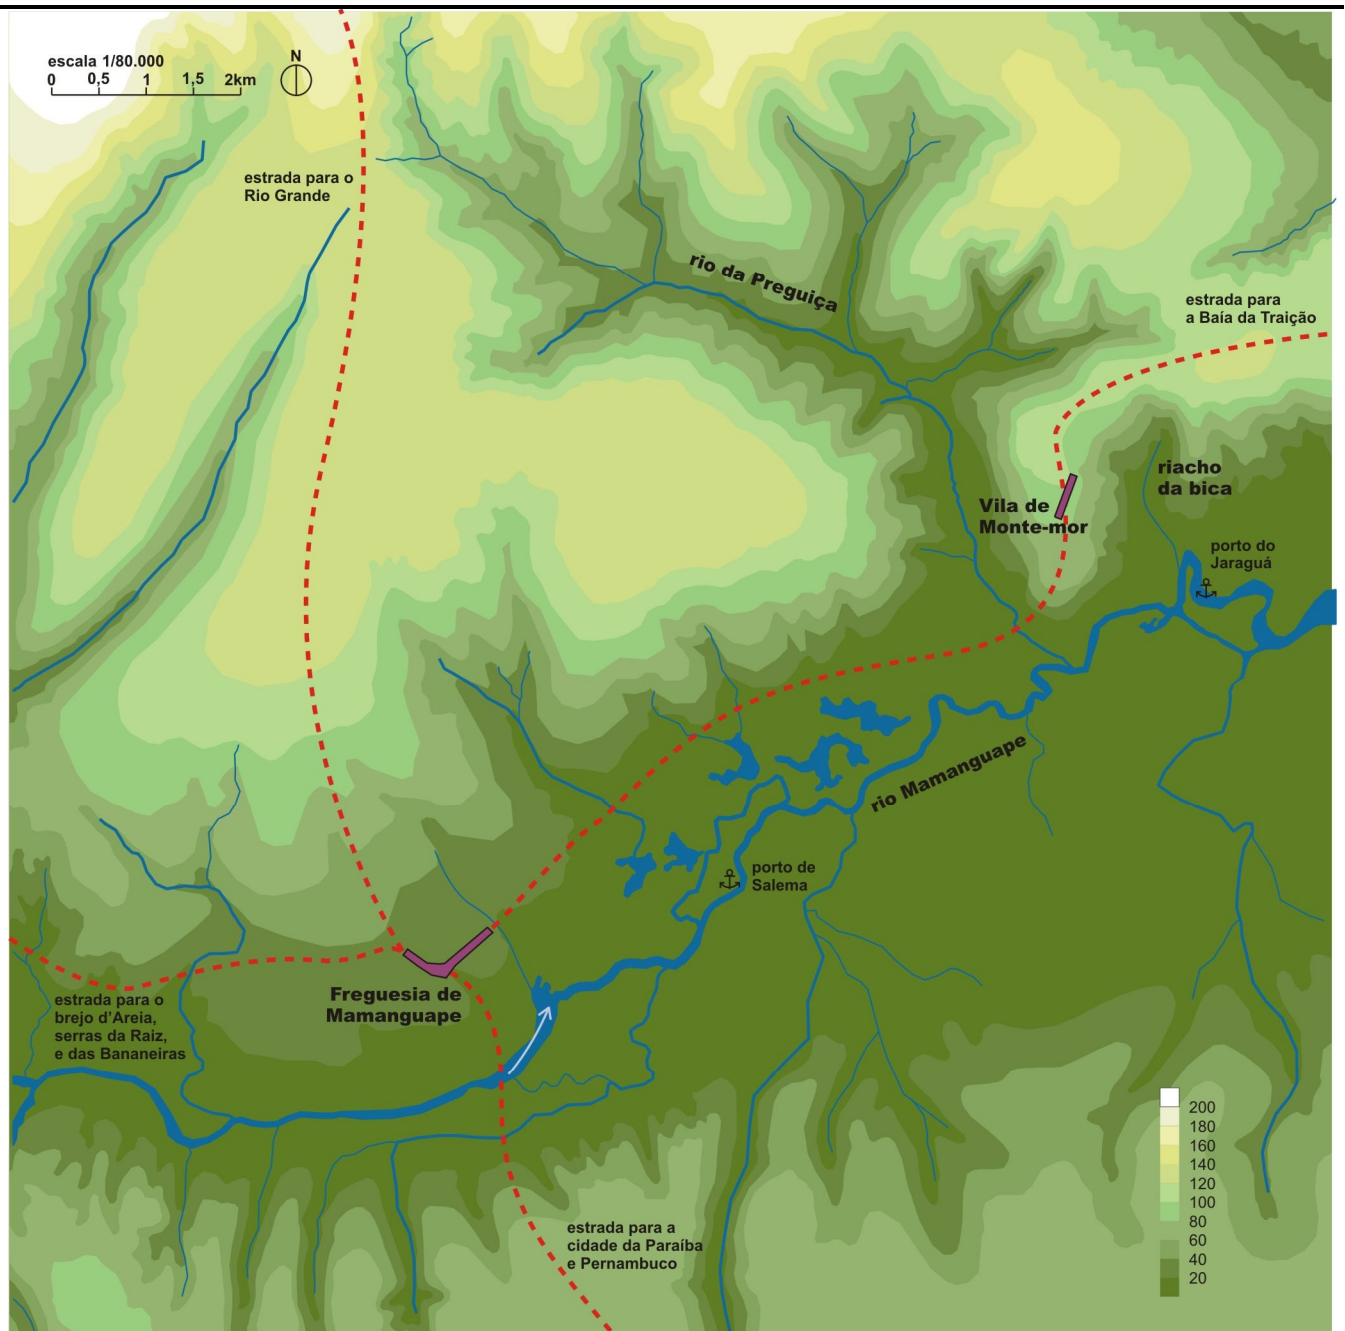 escala 1/80.000
0 0,5 1 1,5 2km
N
estrada para o
Rio Grande
rio da Preguiça
estrada para
a Baía da Traição
riacho
da bica
Vila de
Monte-mor
porto do
Jaraguá
rio Mamanguape
porto de
Salema
Freguesia de
Mamanguape
estrada para o
brejo d'Areia,
serras da Raiz,
e das Bananeiras
estrada para a
cidade da Paraíba
e Pernambuco
200
180
160
140
120
100
80
60
40
20